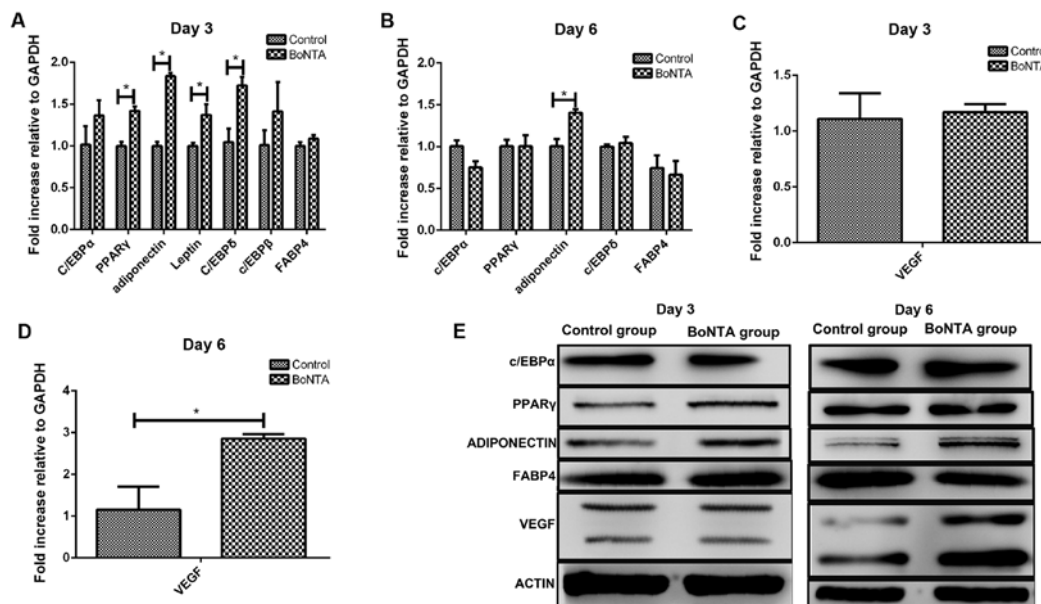 A
Day 3
Control
BoNTA
Fold increase relative to GAPDH
2.0
1.5
1.0
0.5
0.0
*
*
*
*
C/EBPα
PPARγ
adiponectin
Leptin
C/EBPδ
c/EBPβ
FABP4
B
Day 6
Control
BoNTA
Fold increase relative to GAPDH
2.0
1.5
1.0
0.5
0.0
*
c/EBPα
PPARγ
adiponectin
c/EBPδ
FABP4
C
Day 3
Control
BoNTA
Fold increase relative to GAPDH
1.5
1.0
0.5
0.0
VEGF
D
Day 6
Control
BoNTA
Fold increase relative to GAPDH
4
3
2
1
0
*
VEGF
E
Day 3
Day 6
Control group BoNTA group
Control group BoNTA group
c/EBPα
PPARγ
ADIPONECTIN
FABP4
VEGF
ACTIN